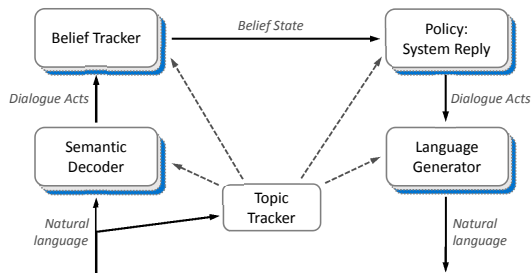 Belief Tracker
Belief State
Policy:
System Reply
Dialogue Acts
Dialogue Acts
Semantic
Decoder
Language
Generator
Topic
Tracker
Natural
language
Natural
language